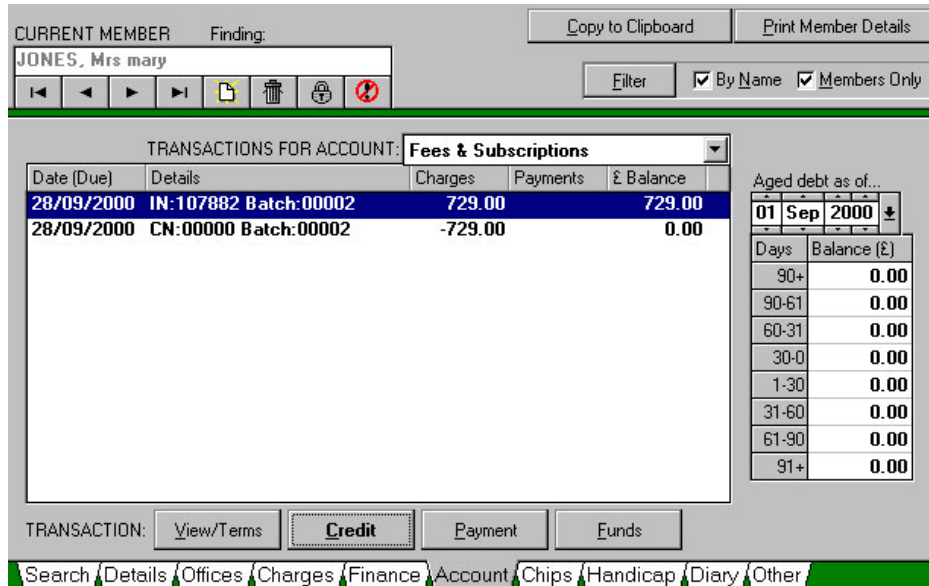 CURRENT MEMBER Finding:
Copy to Clipboard Print Member Details
JONES, Mrs mary
Filter By Name Members Only
TRANSACTIONS FOR ACCOUNT: Fees & Subscriptions
Date (Due) Details Charges Payments £ Balance
28/09/2000 IN:107882 Batch:00002 729.00 729.00
28/09/2000 CN:00000 Batch:00002 -729.00 0.00
Aged debt as of...
01 Sep 2000
Days Balance (£)
90+ 0.00
90-61 0.00
60-31 0.00
30-0 0.00
1-30 0.00
31-60 0.00
61-90 0.00
91+ 0.00
TRANSACTION: View/Terms Credit Payment Funds
Search Details Offices Charges Finance Account Chips Handicap Diary Other